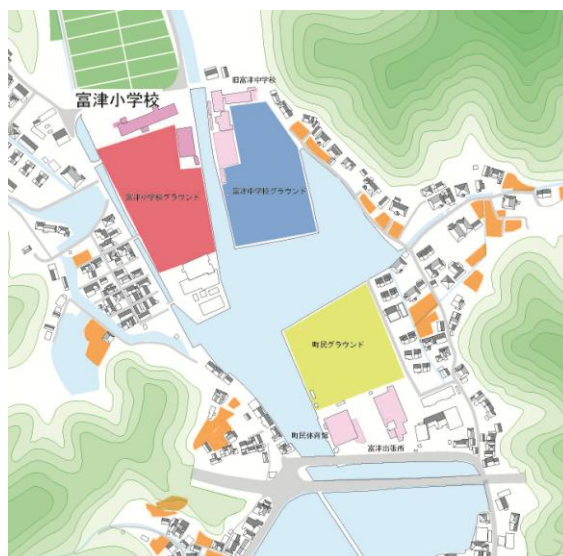 旧富津中学校
富津小学校
富津小学校グラウンド
富津中学校グラウンド
町民グラウンド
町民体育館
富津出張所